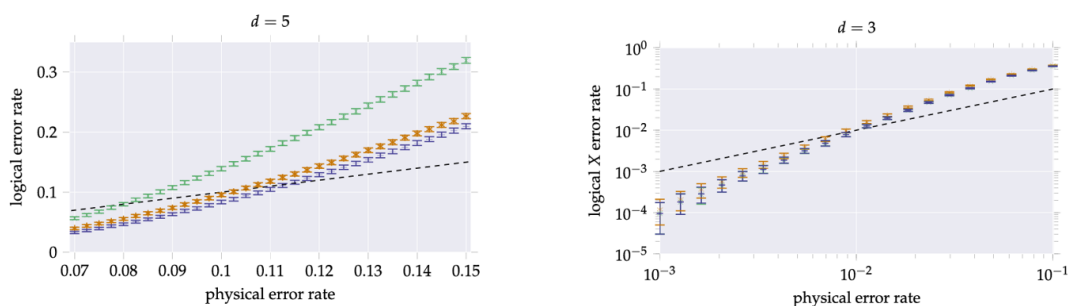 d = 5
logical error rate
0.3
0.2
0.1
0
0.07 0.08 0.09 0.1 0.11 0.12 0.13 0.14 0.15
physical error rate
d = 3
logical X error rate
10⁰
10⁻¹
10⁻²
10⁻³
10⁻⁴
10⁻⁵
10⁻³ 10⁻² 10⁻¹
physical error rate